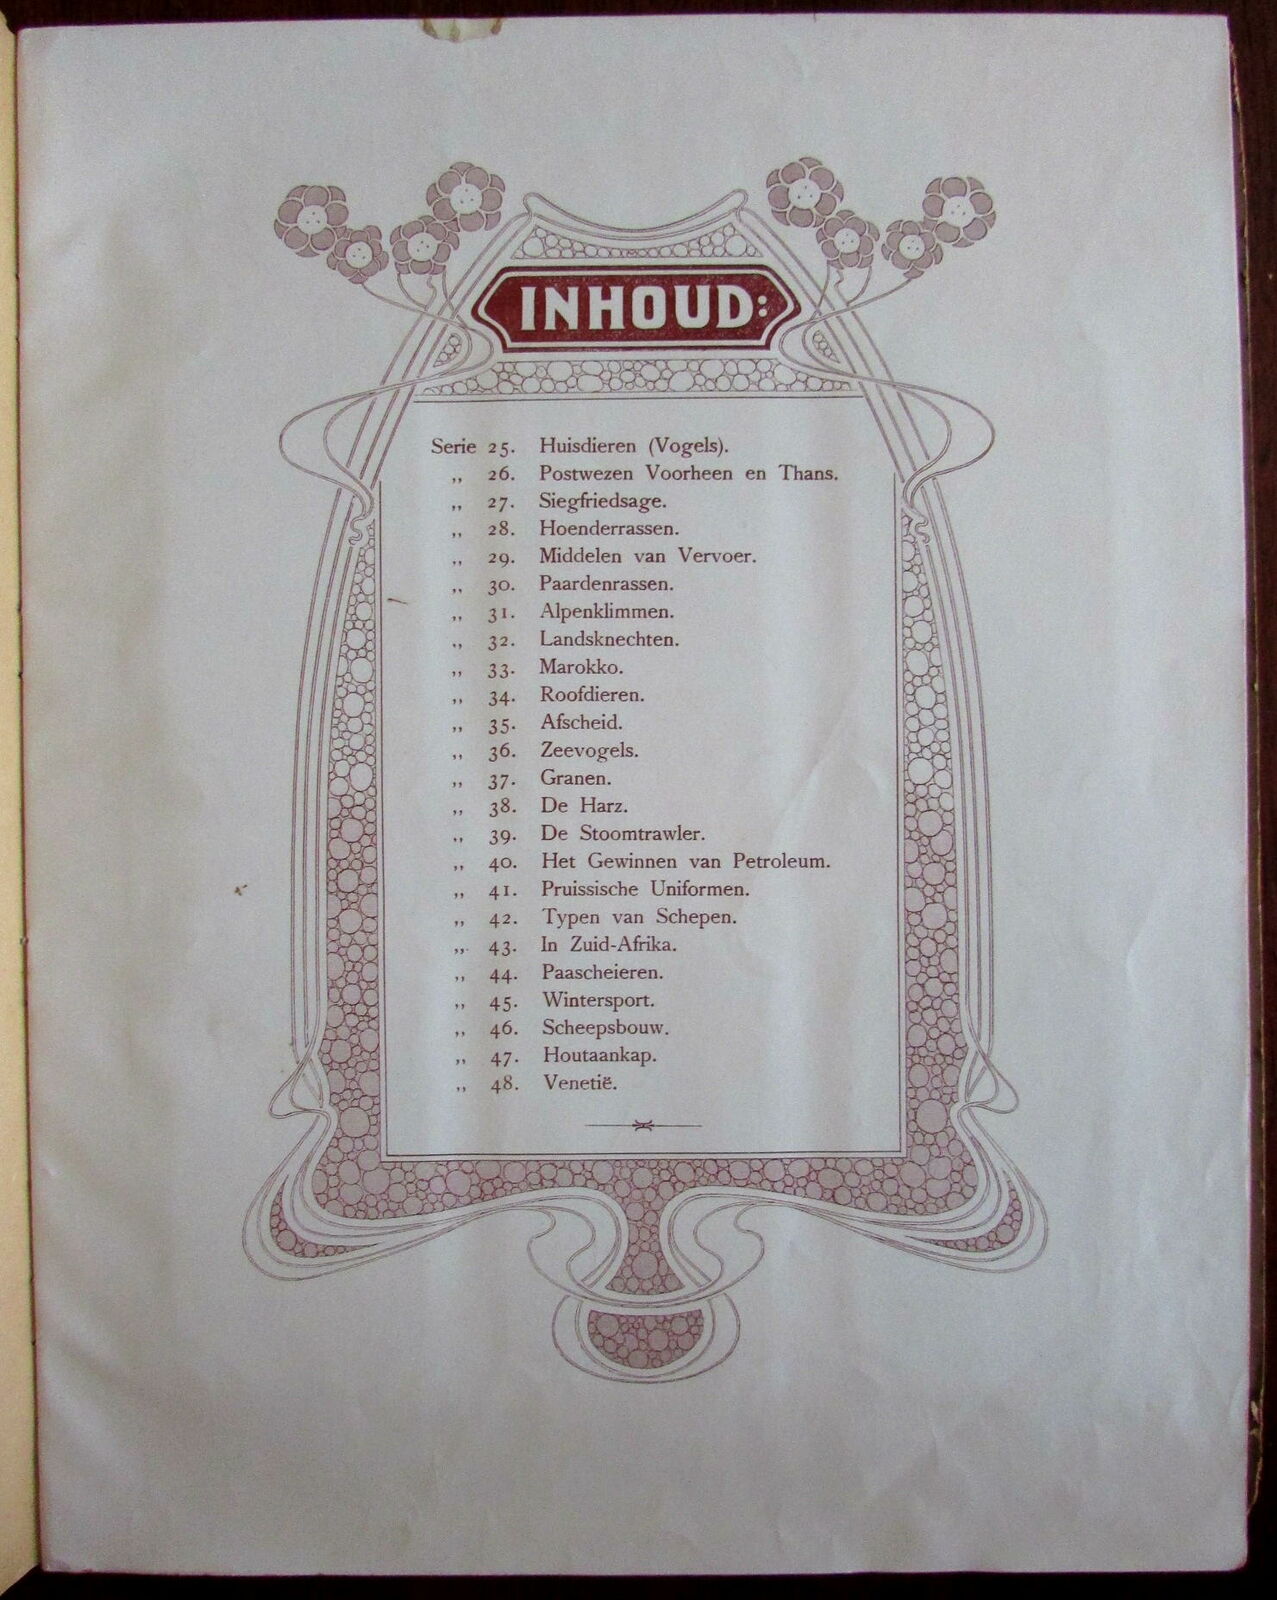 INHOUD:
Serie 25. Huisdieren (Vogels).
„ 26. Postwezen Voorheen en Thans.
„ 27. Siegfriedsage.
„ 28. Hoenderrassen.
„ 29. Middelen van Vervoer.
„ 30. Paardenrassen.
„ 31. Alpenklimmen.
„ 32. Landsknechten.
„ 33. Marokko.
„ 34. Roofdieren.
„ 35. Afscheid.
„ 36. Zeevogels.
„ 37. Granen.
„ 38. De Harz.
„ 39. De Stoomtrawler.
„ 40. Het Gewinnen van Petroleum.
„ 41. Pruissische Uniformen.
„ 42. Typen van Schepen.
„ 43. In Zuid-Afrika.
„ 44. Paascheieren.
„ 45. Wintersport.
„ 46. Scheepsbouw.
„ 47. Houtaankap.
„ 48. Venetië.